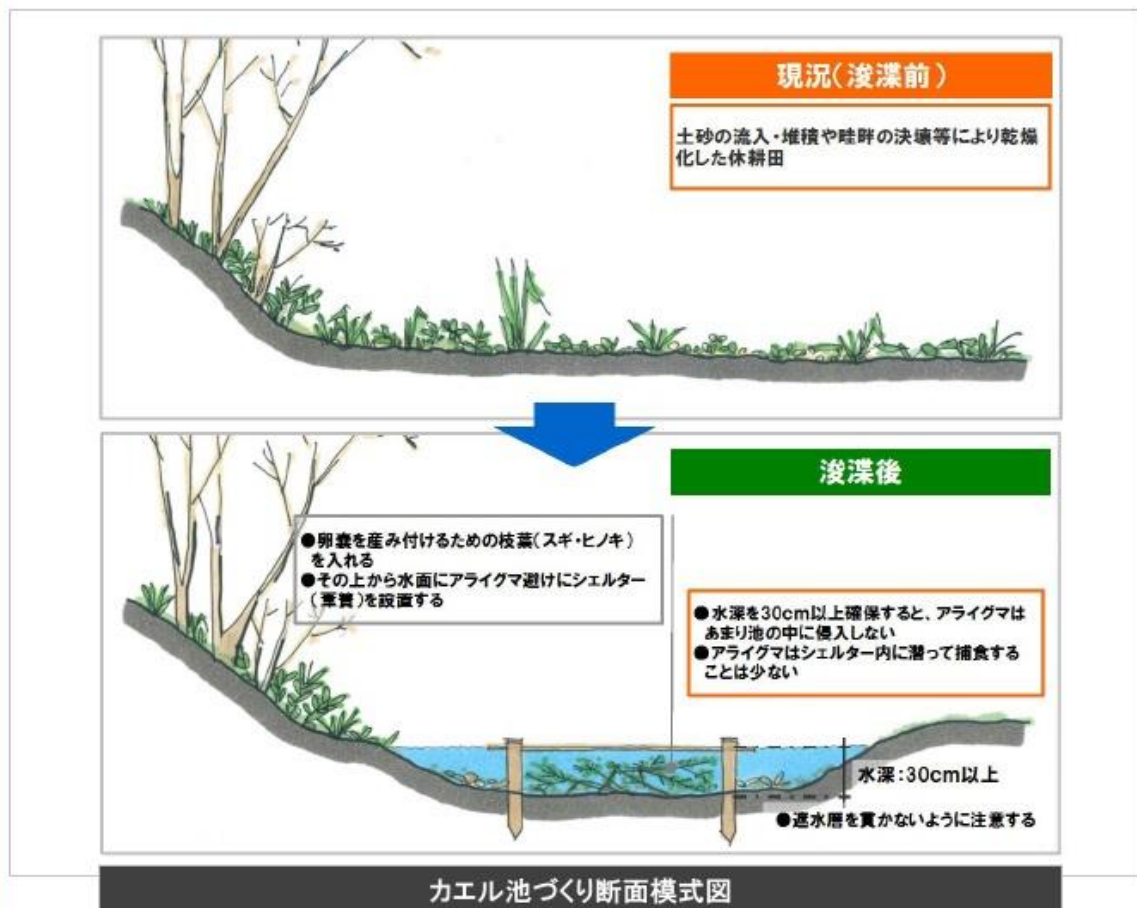 現況(浚渫前)
土砂の流入・堆積や畦畔の決壊等により乾燥
化した休耕田
浚渫後
●卵嚢を産み付けるための枝葉(スギ・ヒノキ)
を入れる
●その上から水面にアライグマ避けにシェルター
(葦簀)を設置する
●水深を30cm以上確保すると、アライグマは
あまり池の中に侵入しない
●アライグマはシェルター内に潜って捕食する
ことは少ない
水深:30cm以上
●遮水層を貫かないように注意する
カエル池づくり断面模式図